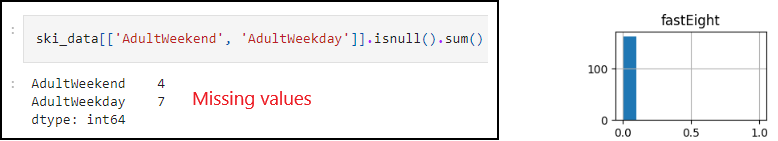 : ski_data[['AdultWeekend', 'AdultWeekday']].isnull().sum()
: AdultWeekend 4
AdultWeekday 7
dtype: int64
Missing values
fastEight
100
0
0.0 0.5 1.0